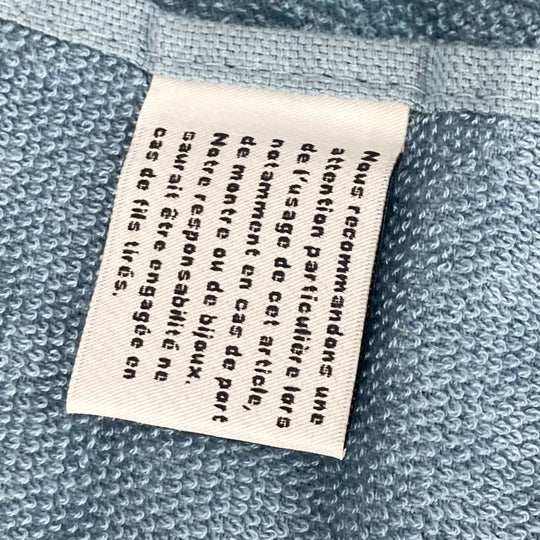 Nous recommandons une
attention particulière lors
de l'usage de cet article,
notamment en cas de port
de montre ou de bijoux.
Notre responsabilité ne
saurait être engagée en
cas de fils tirés.